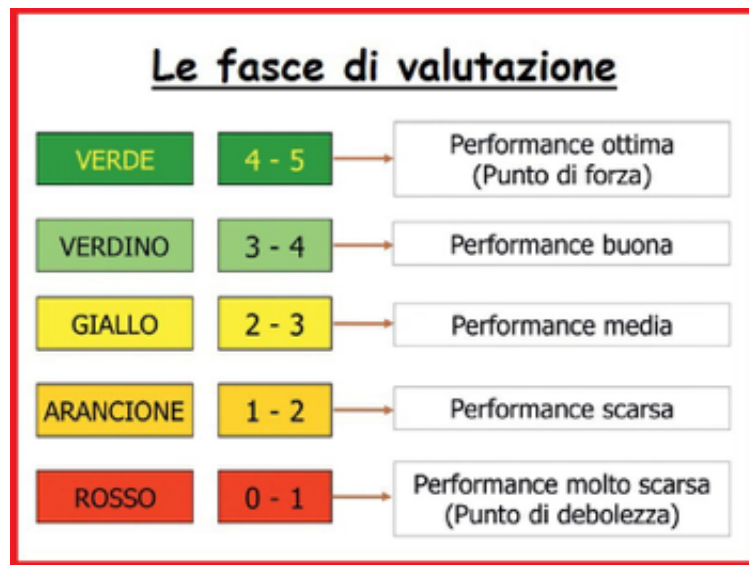 Le fasce di valutazione
VERDE 4 - 5 Performance ottima
(Punto di forza)
VERDINO 3 - 4 Performance buona
GIALLO 2 - 3 Performance media
ARANCIONE 1 - 2 Performance scarsa
ROSSO 0 - 1 Performance molto scarsa
(Punto di debolezza)